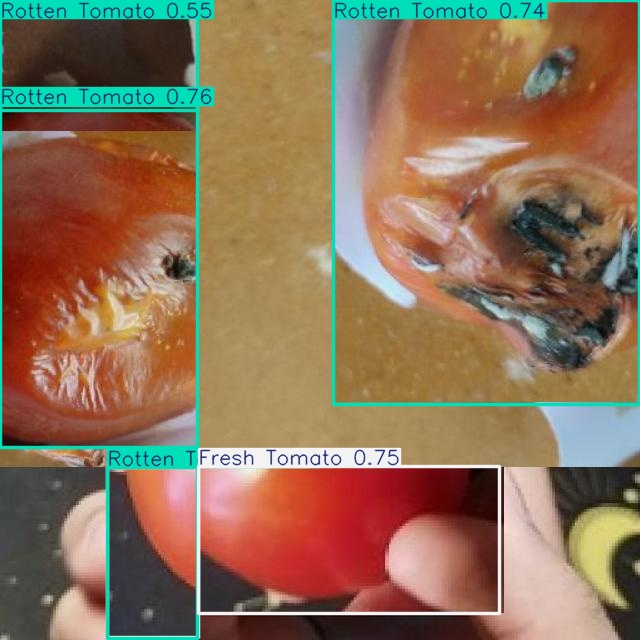 Rotten Tomato 0.55
Rotten Tomato 0.74
Rotten Tomato 0.76
Rotten T
Fresh Tomato 0.75